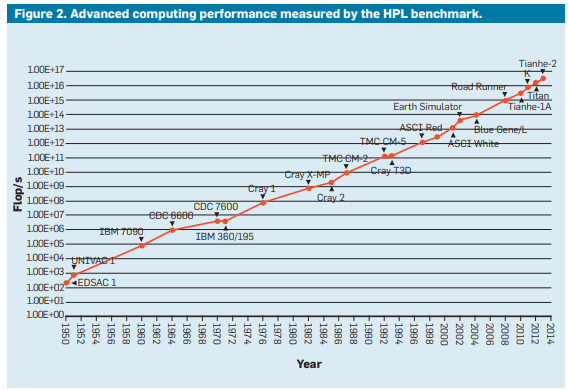 Figure 2. Advanced computing performance measured by the HPL benchmark.
Flop/s
1.00E+17
1.00E+16
1.00E+15
1.00E+14
1.00E+13
1.00E+12
1.00E+11
1.00E+10
1.00E+09
1.00E+08
1.00E+07
1.00E+06
1.00E+05
1.00E+04
1.00E+03
1.00E+02
1.00E+01
1.00E+00
EDSAC 1
UNIVAC 1
IBM 7090
CDC 6600
CDC 7600
IBM 360/195
Cray 1
Cray X-MP
Cray 2
TMC CM-2
TMC CM-5
Cray T3D
ASCI Red
ASCI White
Earth Simulator
Blue Gene/L
Road Runner
Tianhe-1A
K
Titan
Tianhe-2
1950 1952 1954 1956 1958 1960 1962 1964 1966 1968 1970 1972 1974 1976 1978 1980 1982 1984 1986 1988 1990 1992 1994 1996 1998 2000 2002 2004 2006 2008 2010 2012 2014
Year